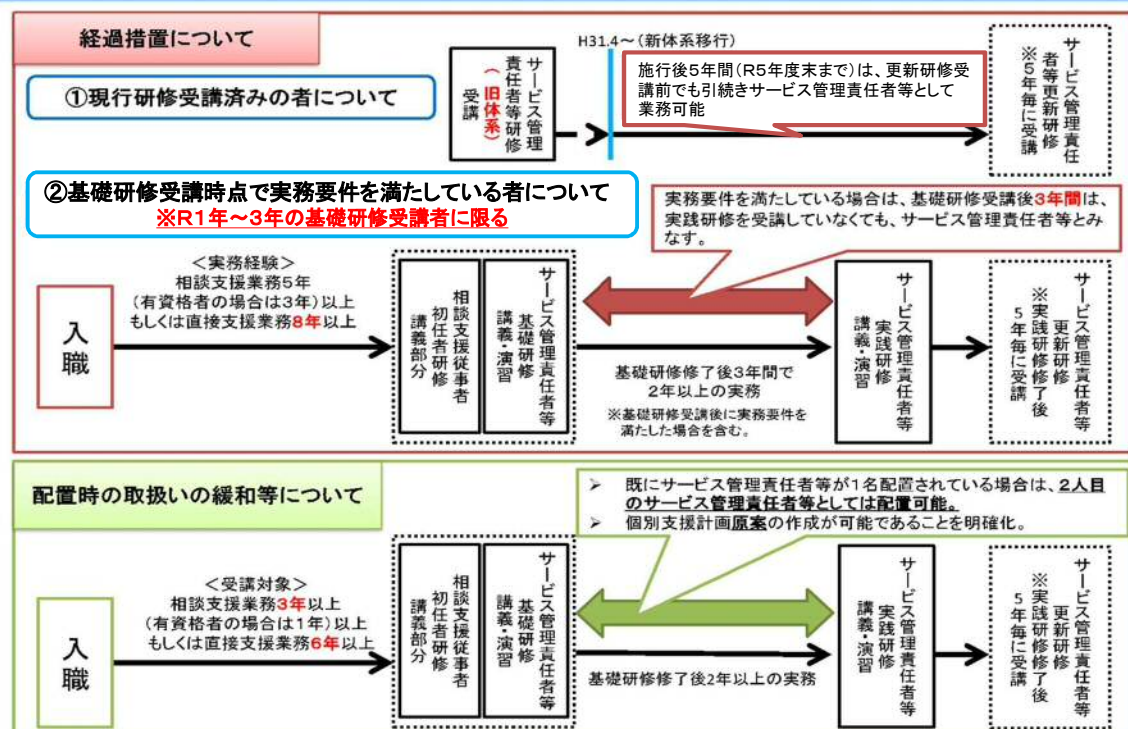 経過措置について
H31.4~(新体系移行)
①現行研修受講済みの者について
サービス管理
責任者等研修
(旧体系)
受講
施行後5年間(R5年度末まで)は、更新研修受
講前でも引続きサービス管理責任者等として
業務可能
サービス管理責任
者等更新研修
※5年毎に受講
②基礎研修受講時点で実務要件を満たしている者について
※R1年~3年の基礎研修受講者に限る
実務要件を満たしている場合は、基礎研修受講後3年間は、
実践研修を受講していなくても、サービス管理責任者等とみ
なす。
入職
<実務経験>
相談支援業務5年
(有資格者の場合は3年)以上
もしくは直接支援業務8年以上
相談支援従事者
初任者研修
講義部分
サービス管理責任者等
基礎研修
講義・演習
基礎研修修了後3年間で
2年以上の実務
※基礎研修受講後に実務要件を
満たした場合を含む。
サービス管理責任者等
実践研修
講義・演習
サービス管理責任者等
更新研修
※実践研修修了後
5年毎に受講
配置時の取扱いの緩和等について
➢ 既にサービス管理責任者等が1名配置されている場合は、2人目
のサービス管理責任者等としては配置可能。
➢ 個別支援計画原案の作成が可能であることを明確化。
入職
<受講対象>
相談支援業務3年以上
(有資格者の場合は1年)以上
もしくは直接支援業務6年以上
相談支援従事者
初任者研修
講義部分
サービス管理責任者等
基礎研修
講義・演習
基礎研修修了後2年以上の実務
サービス管理責任者等
実践研修
講義・演習
サービス管理責任者等
更新研修
※実践研修修了後
5年毎に受講